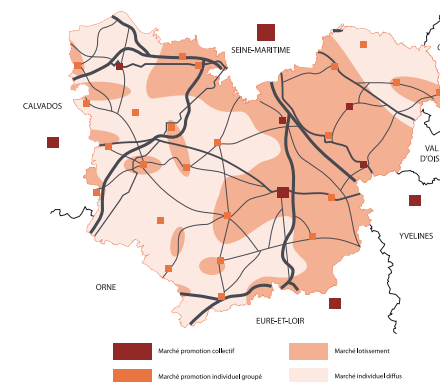 SEINE-MARITIME
CALVADOS
VAL
D'OIS
YVELINES
ORNE
EURE-ET-LOIR
Marché promotion collectif
Marché lotissement
Marché promotion individuel groupé
Marché individuel diffus